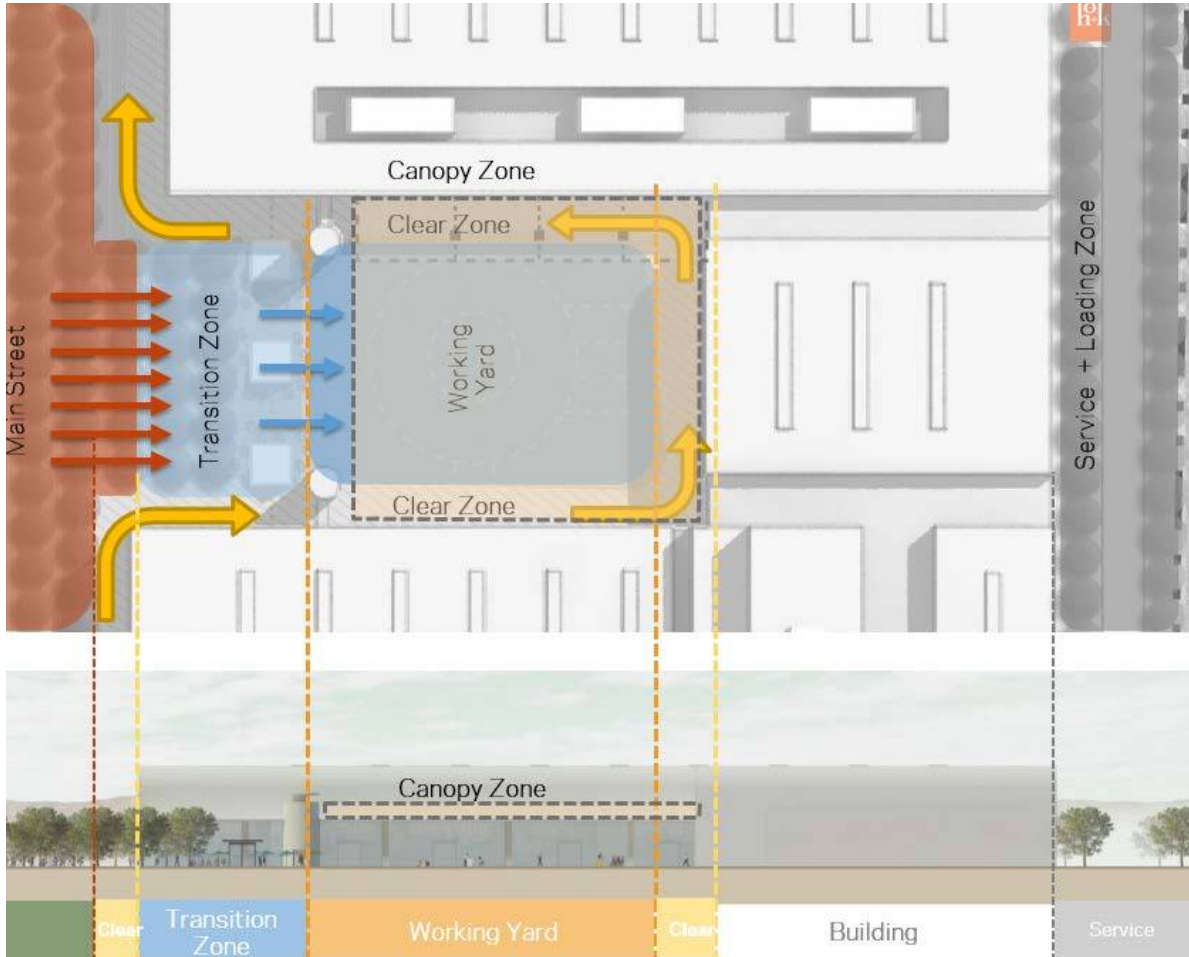 Canopy Zone
Clear Zone
Main Street
Transition Zone
Working
Yard
Service + Loading Zone
Clear Zone
Canopy Zone
Clear
Transition
Zone
Working Yard
Clear
Building
Service